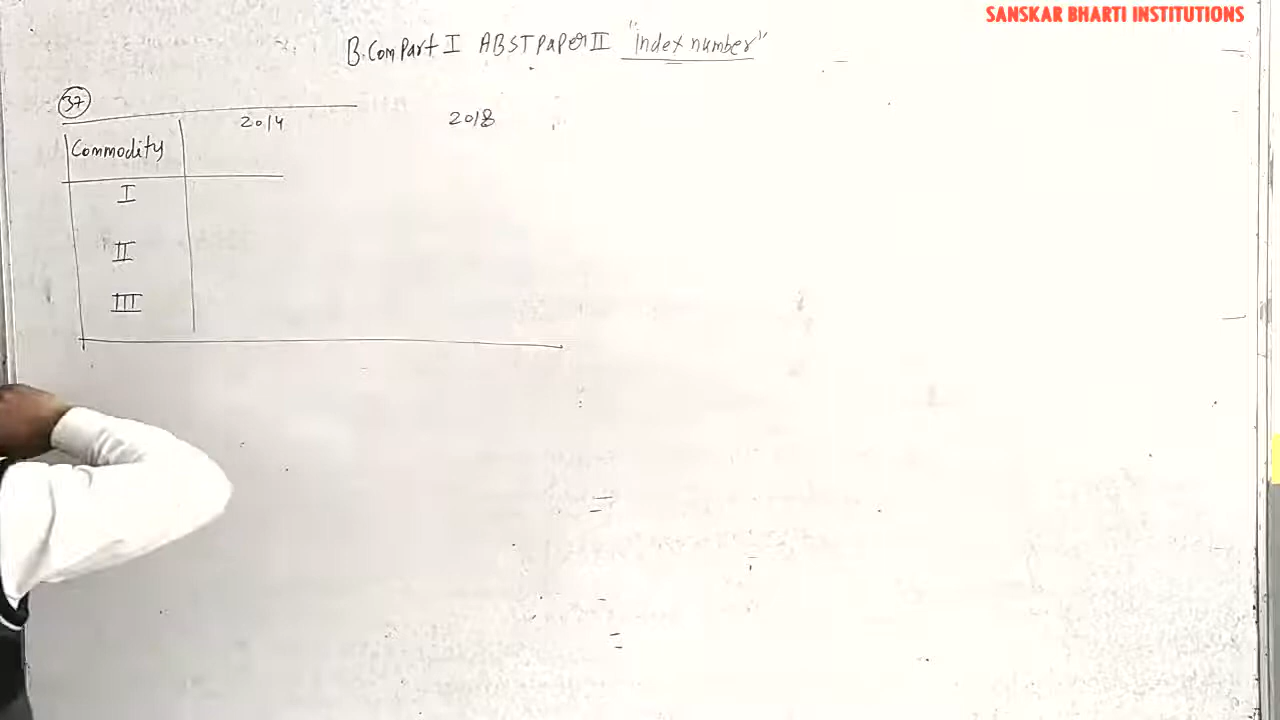 SANSKAR BHARTI INSTITUTIONS
B.Com Part I ABST Paper II "Index number"
37
Commodity 2014 2018
I
II
III